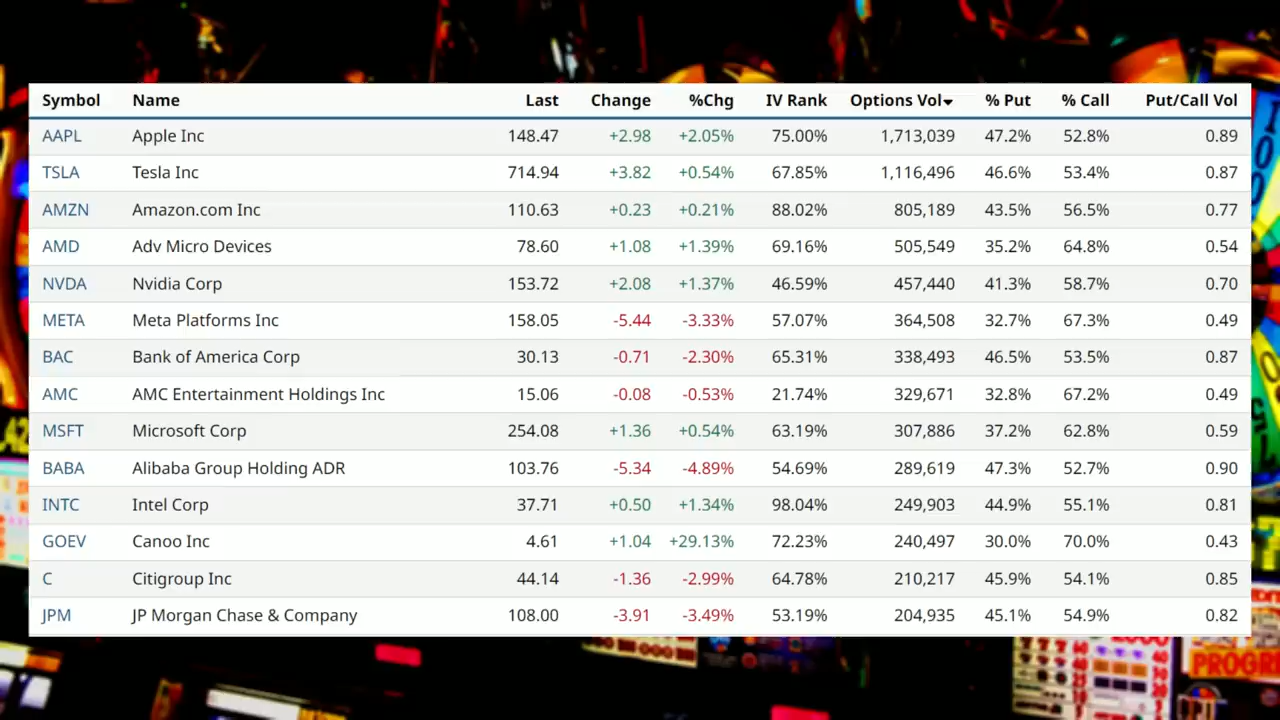 Symbol Name Last Change %Chg IV Rank Options Vol % Put % Call Put/Call Vol
AAPL Apple Inc 148.47 +2.98 +2.05% 75.00% 1,713,039 47.2% 52.8% 0.89
TSLA Tesla Inc 714.94 +3.82 +0.54% 67.85% 1,116,496 46.6% 53.4% 0.87
AMZN Amazon.com Inc 110.63 +0.23 +0.21% 88.02% 805,189 43.5% 56.5% 0.77
AMD Adv Micro Devices 78.60 +1.08 +1.39% 69.16% 505,549 35.2% 64.8% 0.54
NVDA Nvidia Corp 153.72 +2.08 +1.37% 46.59% 457,440 41.3% 58.7% 0.70
META Meta Platforms Inc 158.05 -5.44 -3.33% 57.07% 364,508 32.7% 67.3% 0.49
BAC Bank of America Corp 30.13 -0.71 -2.30% 65.31% 338,493 46.5% 53.5% 0.87
AMC AMC Entertainment Holdings Inc 15.06 -0.08 -0.53% 21.74% 329,671 32.8% 67.2% 0.49
MSFT Microsoft Corp 254.08 +1.36 +0.54% 63.19% 307,886 37.2% 62.8% 0.59
BABA Alibaba Group Holding ADR 103.76 -5.34 -4.89% 54.69% 289,619 47.3% 52.7% 0.90
INTC Intel Corp 37.71 +0.50 +1.34% 98.04% 249,903 44.9% 55.1% 0.81
GOEV Canoo Inc 4.61 +1.04 +29.13% 72.23% 240,497 30.0% 70.0% 0.43
C Citigroup Inc 44.14 -1.36 -2.99% 64.78% 210,217 45.9% 54.1% 0.85
JPM JP Morgan Chase & Company 108.00 -3.91 -3.49% 53.19% 204,935 45.1% 54.9% 0.82
PROGR